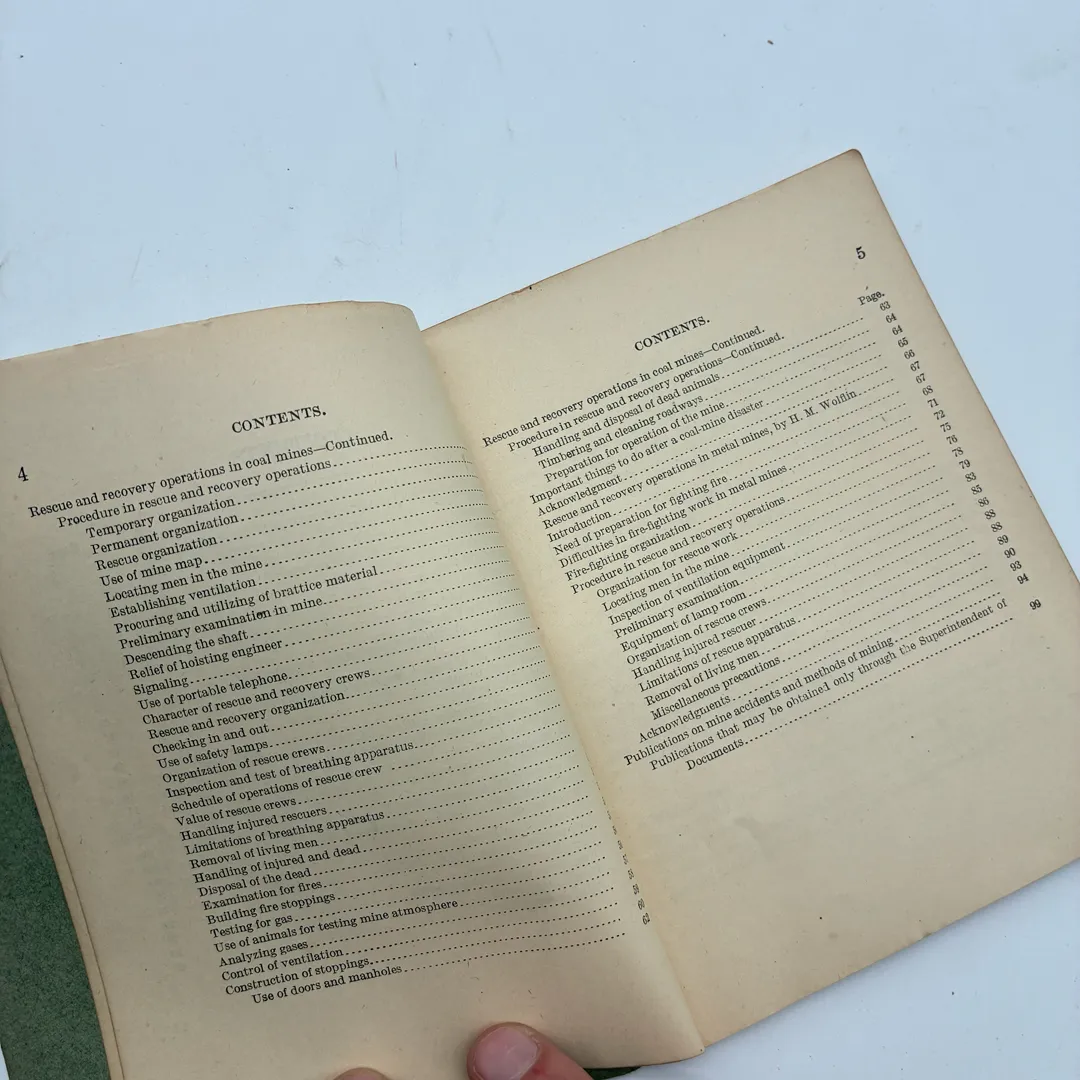 4
CONTENTS.
Rescue and recovery operations in coal mines—Continued.
Procedure in rescue and recovery operations
Temporary organization
Permanent organization
Rescue organization
Use of mine map
Locating men in the mine
Establishing ventilation
Procuring and utilizing of brattice material
Preliminary examination in mine
Descending the shaft
Relief of hoisting engineer
Signaling
Use of portable telephone
Character of rescue and recovery crews
Rescue and recovery organization
Checking in and out
Use of safety lamps
Organization of rescue crews
Inspection and test of breathing apparatus
Schedule of operations of rescue crew
Value of rescue crews
Handling injured rescuers
Limitations of breathing apparatus
Removal of living men
Handling of injured and dead
Disposal of the dead
Examination for fires
Building fire stoppings
Testing for gas
Use of animals for testing mine atmosphere
Analyzing gases
Control of ventilation
Construction of stoppings 60
Use of doors and manholes 62
5
CONTENTS.
Page.
Rescue and recovery operations in coal mines—Continued.
Procedure in rescue and recovery operations—Continued.
Handling and disposal of dead animals 63
Timbering and cleaning roadways 64
Preparation for operation of the mine 64
Important things to do after a coal-mine disaster 65
Acknowledgment 66
Rescue and recovery operations in metal mines, by H. M. Wolflin 67
Introduction 67
Need of preparation for fighting fire 68
Difficulties in fire-fighting work in metal mines 71
Fire-fighting organization 72
Procedure in rescue and recovery operations 75
Organization for rescue work 76
Locating men in the mine 78
Inspection of ventilation equipment 79
Preliminary examination 83
Equipment of lamp room 85
Organization of rescue crews 86
Handling injured rescuer 88
Limitations of rescue apparatus 88
Removal of living men 89
Miscellaneous precautions 90
Acknowledgments 93
Publications on mine accidents and methods of mining 94
Publications that may be obtained only through the Superintendent of
Documents 99